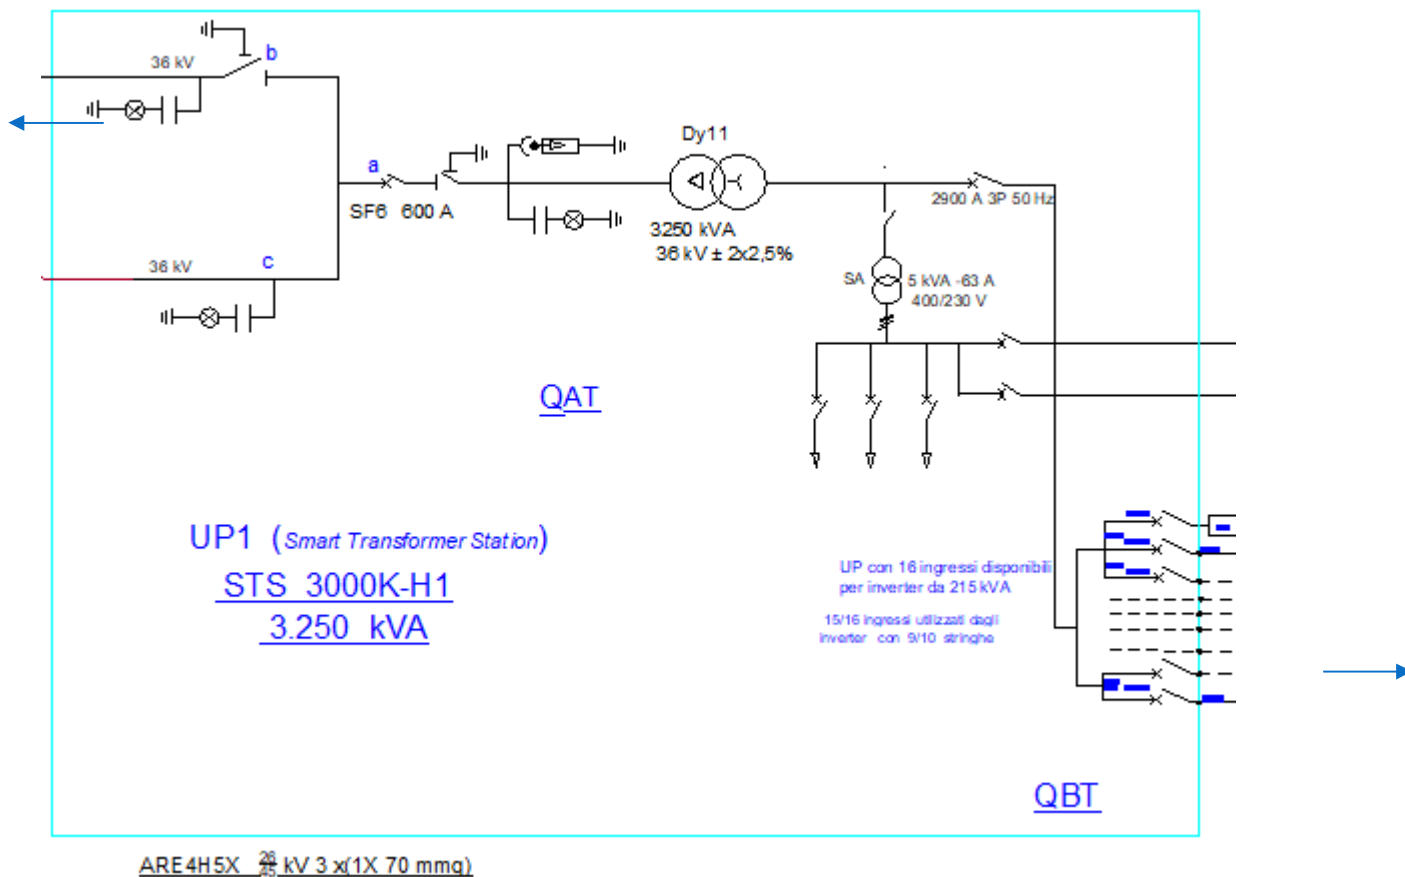 b
36 kV
Dy11
a
2900 A 3P 50 Hz
SF6 600 A
3250 kVA
36 kV ± 2x2,5%
36 kV
c
SA
5 kVA -63 A
400/230 V
QAT
UP1 (Smart Transformer Station)
STS 3000K-H1
3.250 kVA
UP con 16 ingressi disponibili
per inverter da 215 kVA
15/16 ingressi utilizzati dagli
inverter con 9/10 stringhe
QBT
ARE4H5X 26/45 kV 3 x(1X 70 mmq)